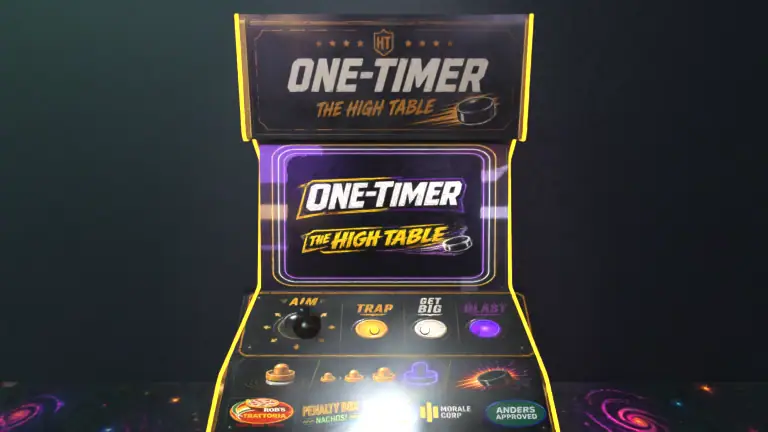 HT
ONE-TIMER
THE HIGH TABLE
ONE-TIMER
THE HIGH TABLE
AIM
TRAP
GET
BIG
BLAST
ROB'S
TRATTORIA
PENALTY BOX
NACHOS!
MORALE
CORP
ANDERS
APPROVED